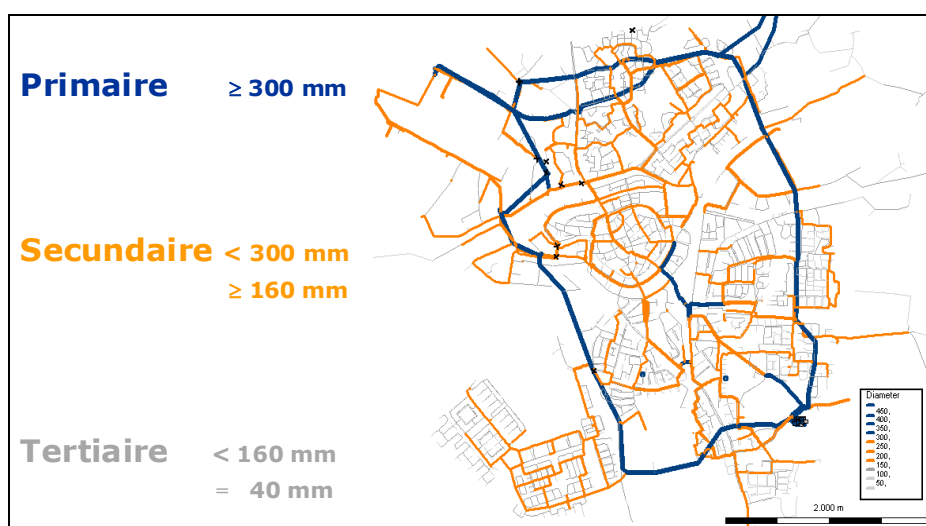 Primaire ≥ 300 mm
Secundaire < 300 mm
≥ 160 mm
Tertiaire < 160 mm
= 40 mm
Diameter
450,
400,
350,
300,
250,
200,
150,
100,
50,
2.000 m